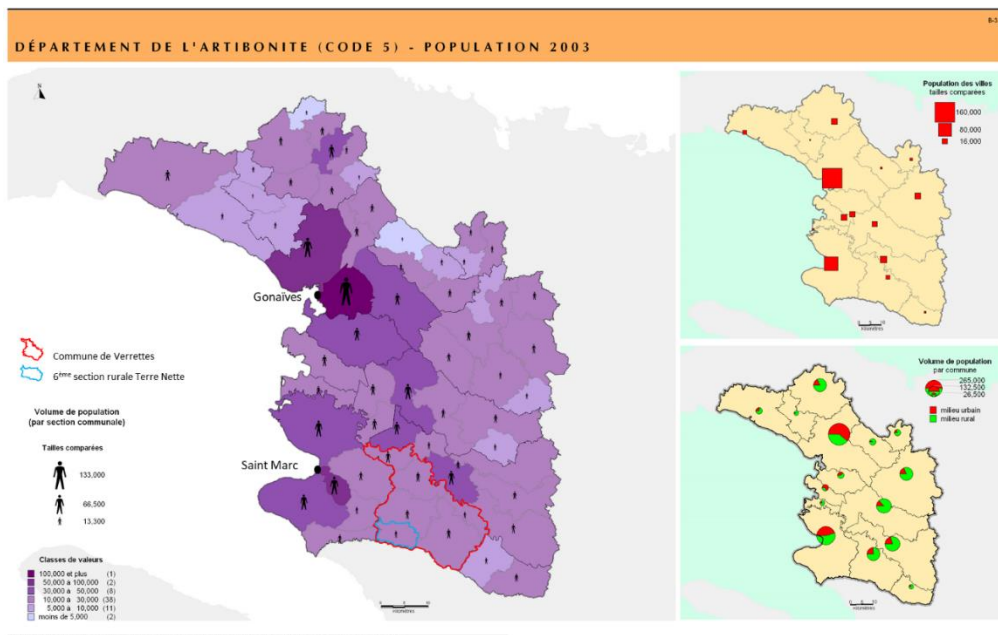 B-5
DÉPARTEMENT DE L'ARTIBONITE (CODE 5) - POPULATION 2003
N
Gonaïves
Commune de Verrettes
6ème section rurale Terre Nette
Volume de population
(par section communale)
Tailles comparées
133,000
66,500
13,300
Saint Marc
Classes de valeurs
100,000 et plus (1)
50,000 à 100,000 (2)
30,000 à 50,000 (8)
10,000 à 30,000 (38)
5,000 à 10,000 (11)
moins de 5,000 (2)
kilomètres
Population des villes
tailles comparées
160,000
80,000
16,000
kilomètres
Volume de population
par commune
265,000
132,500
26,500
milieu urbain
milieu rural
kilomètres